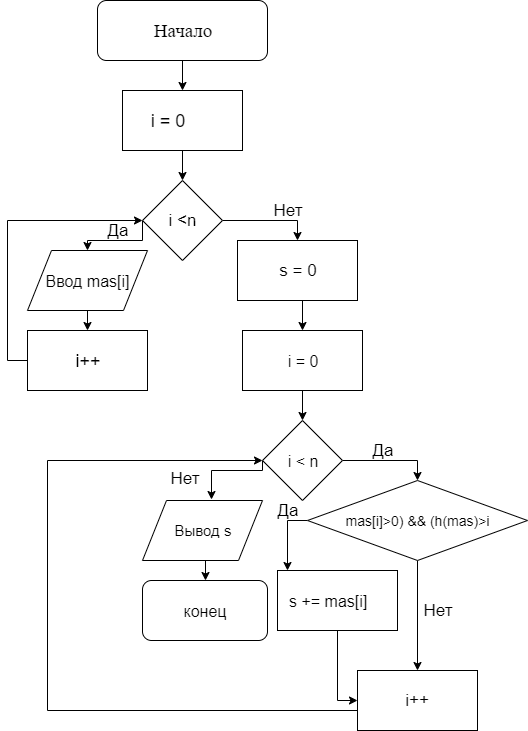 Начало
i = 0
i <n
Да
Нет
Ввод mas[i]
s = 0
i++
i = 0
i < n
Да
Нет
mas[i]>0) && (h(mas)>i
Да
Вывод s
s += mas[i]
конец
Нет
i++